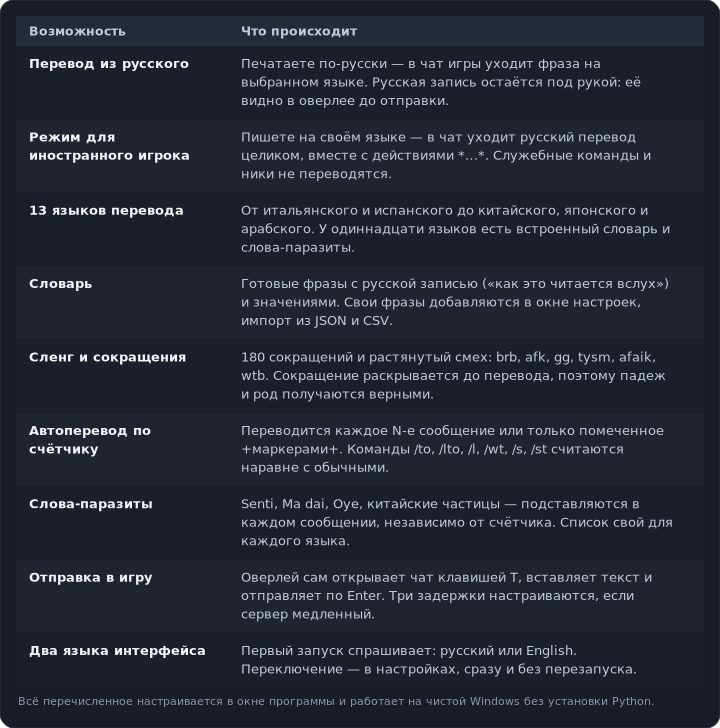 Возможность
Что происходит
Перевод из русского
Печатаете по-русски — в чат игры уходит фраза на
выбранном языке. Русская запись остаётся под рукой: её
видно в оверлее до отправки.
Режим для
иностранного игрока
Пишете на своём языке — в чат уходит русский перевод
целиком, вместе с действиями *...*. Служебные команды и
ники не переводятся.
13 языков перевода
От итальянского и испанского до китайского, японского и
арабского. У одиннадцати языков есть встроенный словарь и
слова-паразиты.
Словарь
Готовые фразы с русской записью («как это читается вслух»)
и значениями. Свои фразы добавляются в окне настроек,
импорт из JSON и CSV.
Сленг и сокращения
180 сокращений и растянутый смех: brb, afk, gg, tysm, afaik,
wtb. Сокращение раскрывается до перевода, поэтому падеж
и род получаются верными.
Автоперевод по
счётчику
Переводится каждое N-е сообщение или только помеченное
+маркерами+. Команды /to, /lto, /l, /wt, /s, /st считаются
наравне с обычными.
Слова-паразиты
Senti, Ma dai, Oye, китайские частицы — подставляются в
каждом сообщении, независимо от счётчика. Список свой для
каждого языка.
Отправка в игру
Оверлей сам открывает чат клавишей T, вставляет текст и
отправляет по Enter. Три задержки настраиваются, если
сервер медленный.
Два языка интерфейса
Первый запуск спрашивает: русский или English.
Переключение — в настройках, сразу и без перезапуска.
Всё перечисленное настраивается в окне программы и работает на чистой Windows без установки Python.